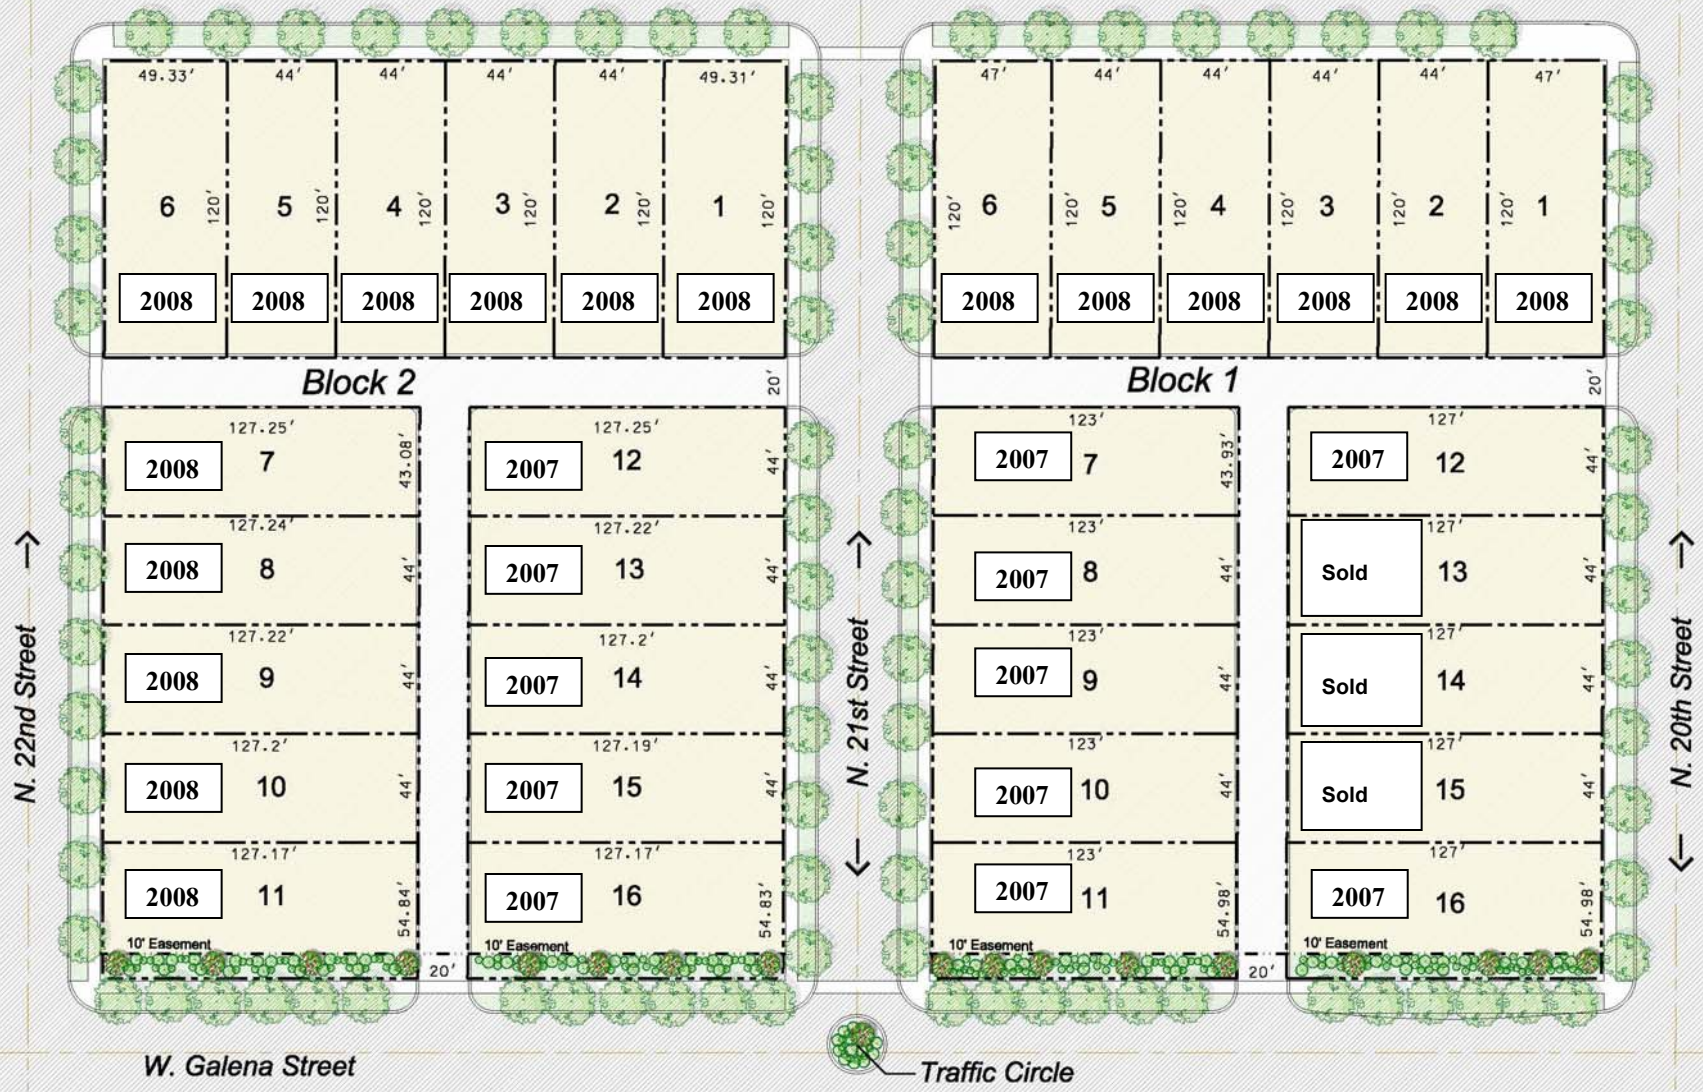 49.33' 44' 44' 44' 44' 49.31'
6 120' 5 120' 4 120' 3 120' 2 120' 1 120'
2008 2008 2008 2008 2008 2008
47' 44' 44' 44' 44' 47'
120' 6 120' 5 120' 4 120' 3 120' 2 120' 1
2008 2008 2008 2008 2008 2008
Block 2 20'
Block 1 20'
127.25'
2008 7 43.08'
127.24'
2008 8 44'
127.22'
2008 9 44'
127.2'
2008 10 44'
127.17'
2008 11 54.84'
10' Easement
20'
127.25'
2007 12 44'
127.22'
2007 13 44'
127.2'
2007 14 44'
127.19'
2007 15 44'
127.17'
2007 16 54.83'
10' Easement
123'
2007 7 43.93'
123'
2007 8 44'
123'
2007 9 44'
123'
2007 10 44'
123'
2007 11 54.98'
10' Easement
20'
127'
2007 12 44'
127'
Sold 13 44'
127'
Sold 14 44'
127'
Sold 15 44'
127'
2007 16 54.98'
10' Easement
N. 22nd Street
N. 21st Street
N. 20th Street
W. Galena Street
Traffic Circle